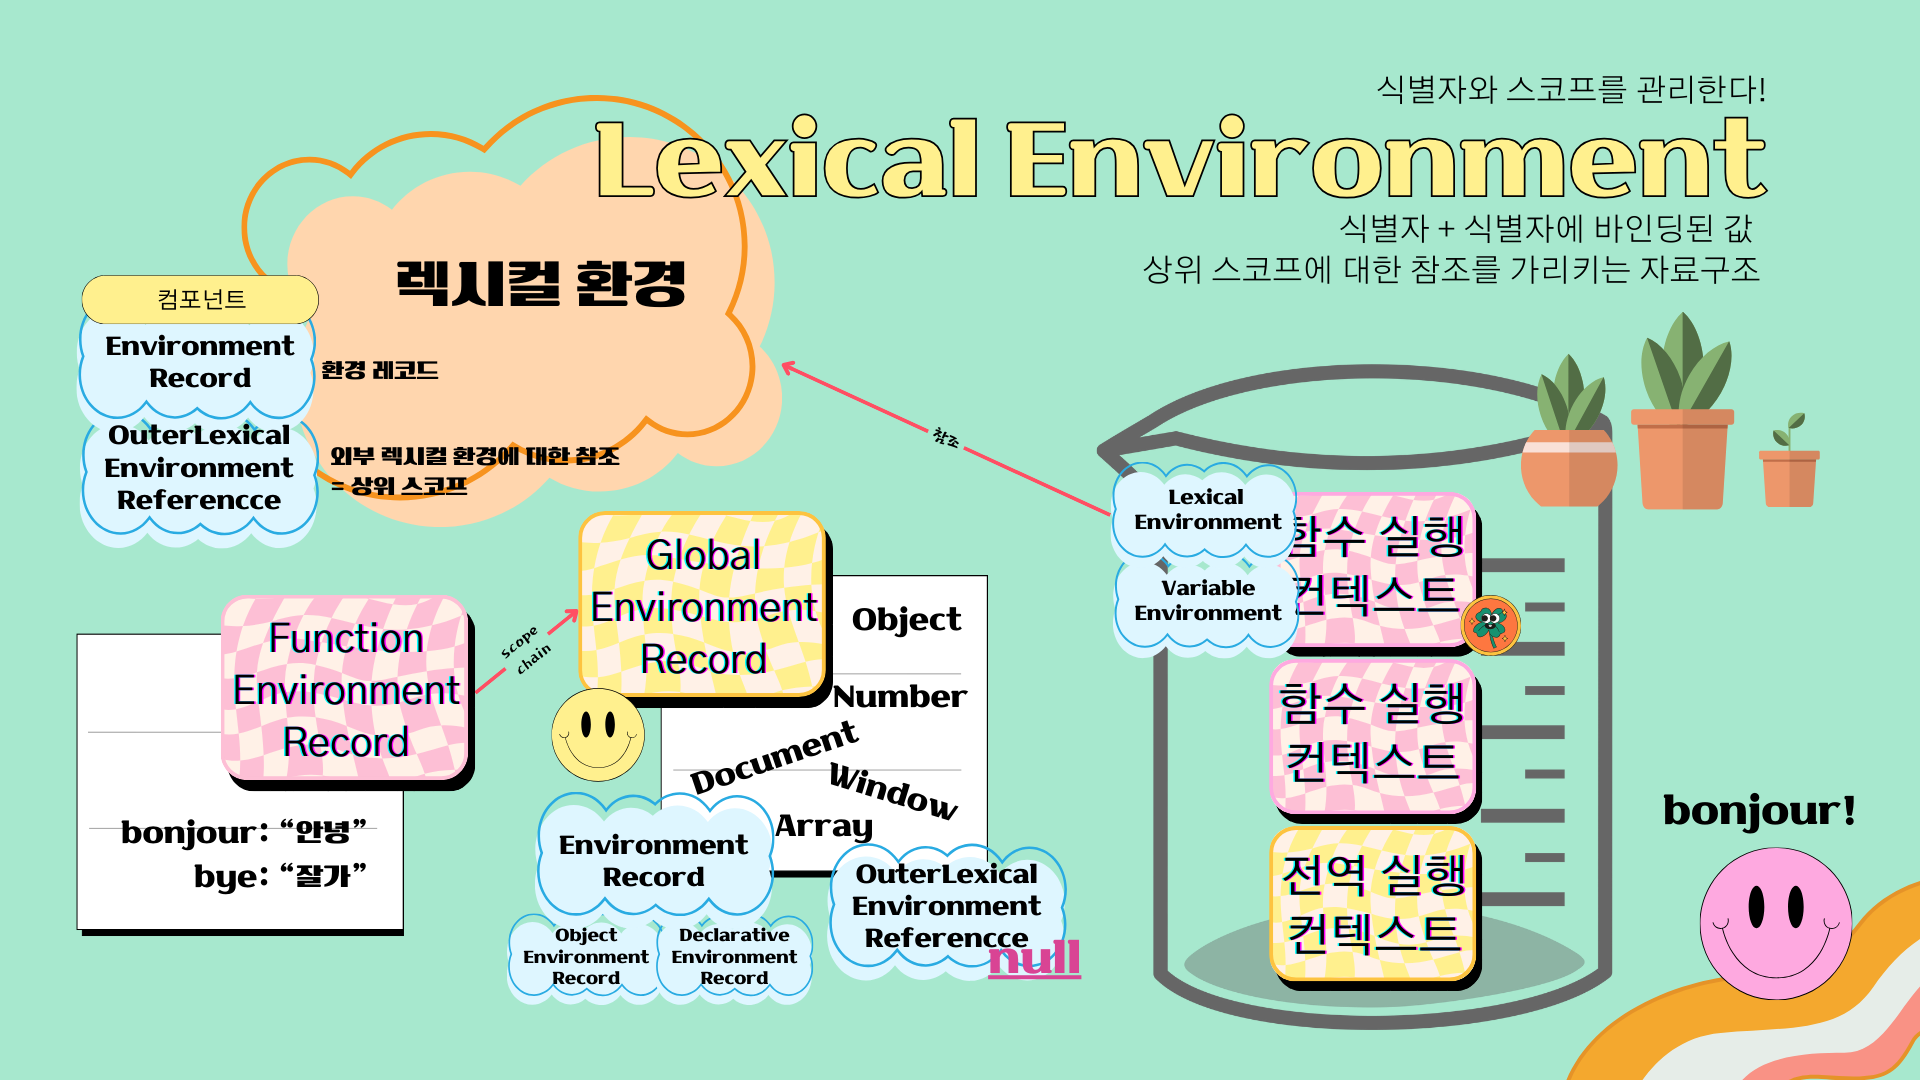 식별자와 스코프를 관리한다!
Lexical Environment
식별자 + 식별자에 바인딩된 값
상위 스코프에 대한 참조를 가리키는 자료구조
렉시컬 환경
컴포넌트
Environment
Record
환경 레코드
OuterLexical
Environment
Referencce
외부 렉시컬 환경에 대한 참조
= 상위 스코프
참조
Lexical
Environment
Variable
Environment
함수 실행
컨텍스트
함수 실행
컨텍스트
전역 실행
컨텍스트
Function
Environment
Record
bonjour: “안녕”
bye: “잘가”
scope
chain
Global
Environment
Record
Object
Number
Document
Window
Array
Environment
Record
Object
Environment
Record
Declarative
Environment
Record
OuterLexical
Environment
Referencce
null
bonjour!